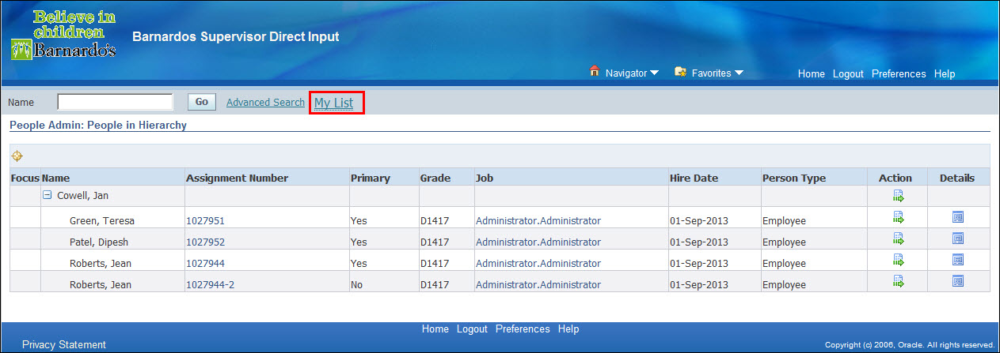 Believe in
children
Barnardo's
Barnardos Supervisor Direct Input
Navigator Favorites Home Logout Preferences Help
Name Go Advanced Search My List
People Admin: People in Hierarchy
Focus Name Assignment Number Primary Grade Job Hire Date Person Type Action Details
Cowell, Jan
Green, Teresa 1027951 Yes D1417 Administrator.Administrator 01-Sep-2013 Employee
Patel, Dipesh 1027952 Yes D1417 Administrator.Administrator 01-Sep-2013 Employee
Roberts, Jean 1027944 Yes D1417 Administrator.Administrator 01-Sep-2013 Employee
Roberts, Jean 1027944-2 No D1417 Administrator.Administrator 01-Sep-2013 Employee
Home Logout Preferences Help
Privacy Statement Copyright (c) 2006, Oracle. All rights reserved.